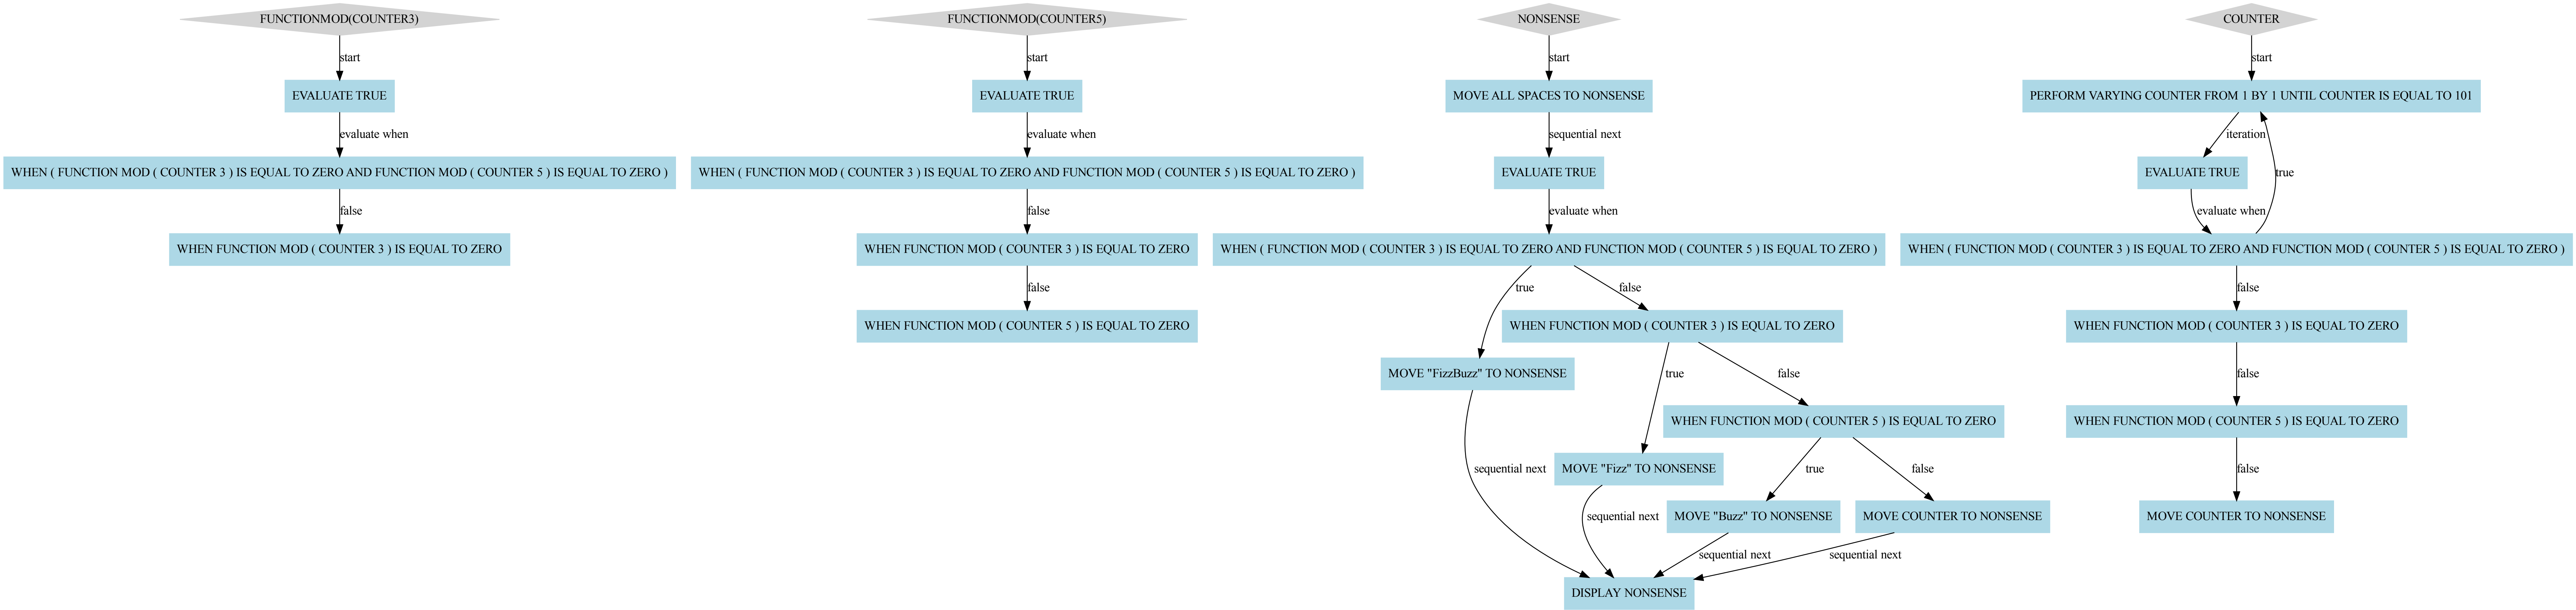 FUNCTIONMOD(COUNTER3)
start
EVALUATE TRUE
evaluate when
WHEN ( FUNCTION MOD ( COUNTER 3 ) IS EQUAL TO ZERO AND FUNCTION MOD ( COUNTER 5 ) IS EQUAL TO ZERO )
false
WHEN FUNCTION MOD ( COUNTER 3 ) IS EQUAL TO ZERO
FUNCTIONMOD(COUNTER5)
start
EVALUATE TRUE
evaluate when
WHEN ( FUNCTION MOD ( COUNTER 3 ) IS EQUAL TO ZERO AND FUNCTION MOD ( COUNTER 5 ) IS EQUAL TO ZERO )
false
WHEN FUNCTION MOD ( COUNTER 3 ) IS EQUAL TO ZERO
false
WHEN FUNCTION MOD ( COUNTER 5 ) IS EQUAL TO ZERO
NONSENSE
start
MOVE ALL SPACES TO NONSENSE
sequential next
EVALUATE TRUE
evaluate when
WHEN ( FUNCTION MOD ( COUNTER 3 ) IS EQUAL TO ZERO AND FUNCTION MOD ( COUNTER 5 ) IS EQUAL TO ZERO )
true
false
WHEN FUNCTION MOD ( COUNTER 3 ) IS EQUAL TO ZERO
MOVE "FizzBuzz" TO NONSENSE
true
false
WHEN FUNCTION MOD ( COUNTER 5 ) IS EQUAL TO ZERO
sequential next
MOVE "Fizz" TO NONSENSE
true
false
sequential next
MOVE "Buzz" TO NONSENSE
MOVE COUNTER TO NONSENSE
sequential next
sequential next
DISPLAY NONSENSE
COUNTER
start
PERFORM VARYING COUNTER FROM 1 BY 1 UNTIL COUNTER IS EQUAL TO 101
iteration
EVALUATE TRUE
true
evaluate when
WHEN ( FUNCTION MOD ( COUNTER 3 ) IS EQUAL TO ZERO AND FUNCTION MOD ( COUNTER 5 ) IS EQUAL TO ZERO )
false
WHEN FUNCTION MOD ( COUNTER 3 ) IS EQUAL TO ZERO
false
WHEN FUNCTION MOD ( COUNTER 5 ) IS EQUAL TO ZERO
false
MOVE COUNTER TO NONSENSE